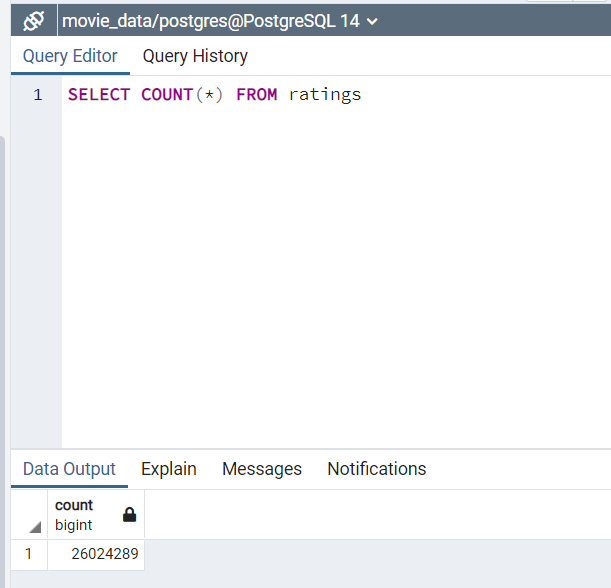 movie_data/postgres@PostgreSQL 14
Query Editor Query History
1 SELECT COUNT(*) FROM ratings
Data Output Explain Messages Notifications
count
bigint
1 26024289